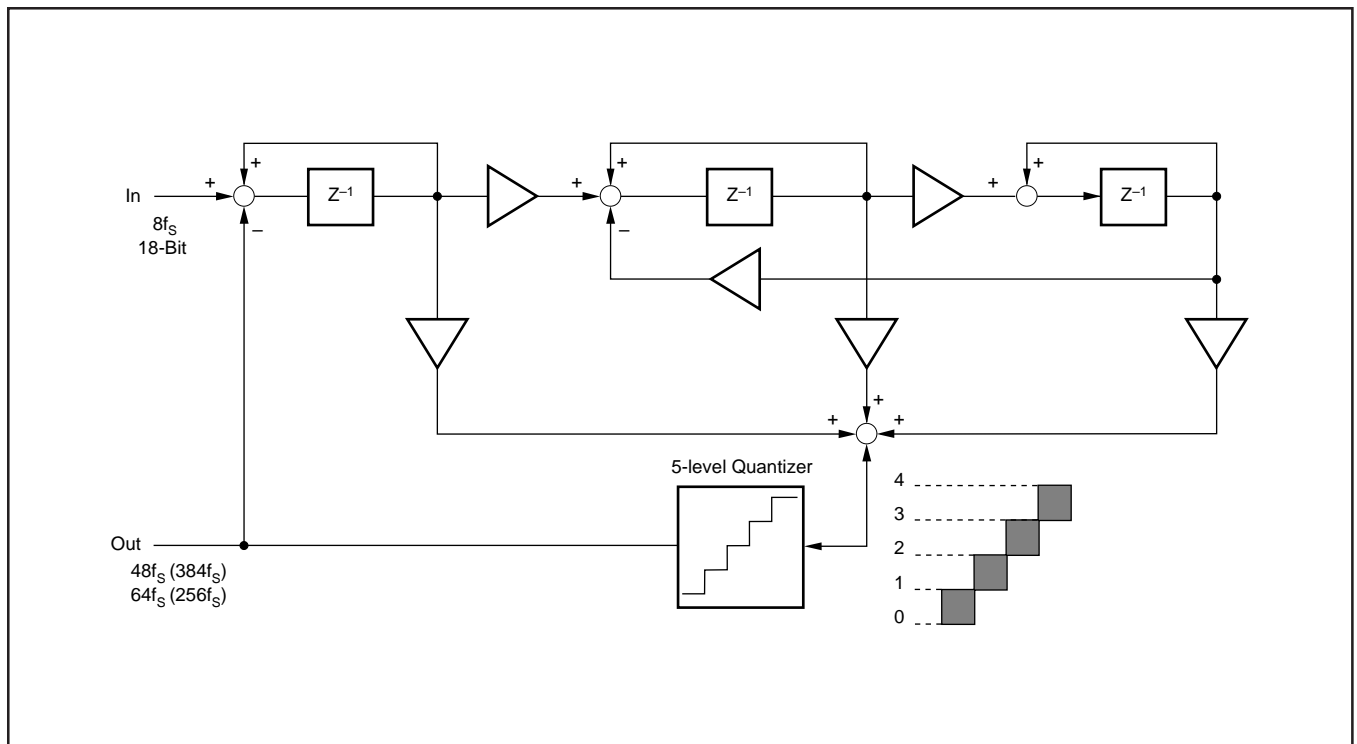 +
+
In
8fS
18-Bit
−
Z–1
+
+
−
Z–1
+
+
Z–1
+
+
+
5-level Quantizer
Out
48fS (384fS)
64fS (256fS)
4
3
2
1
0